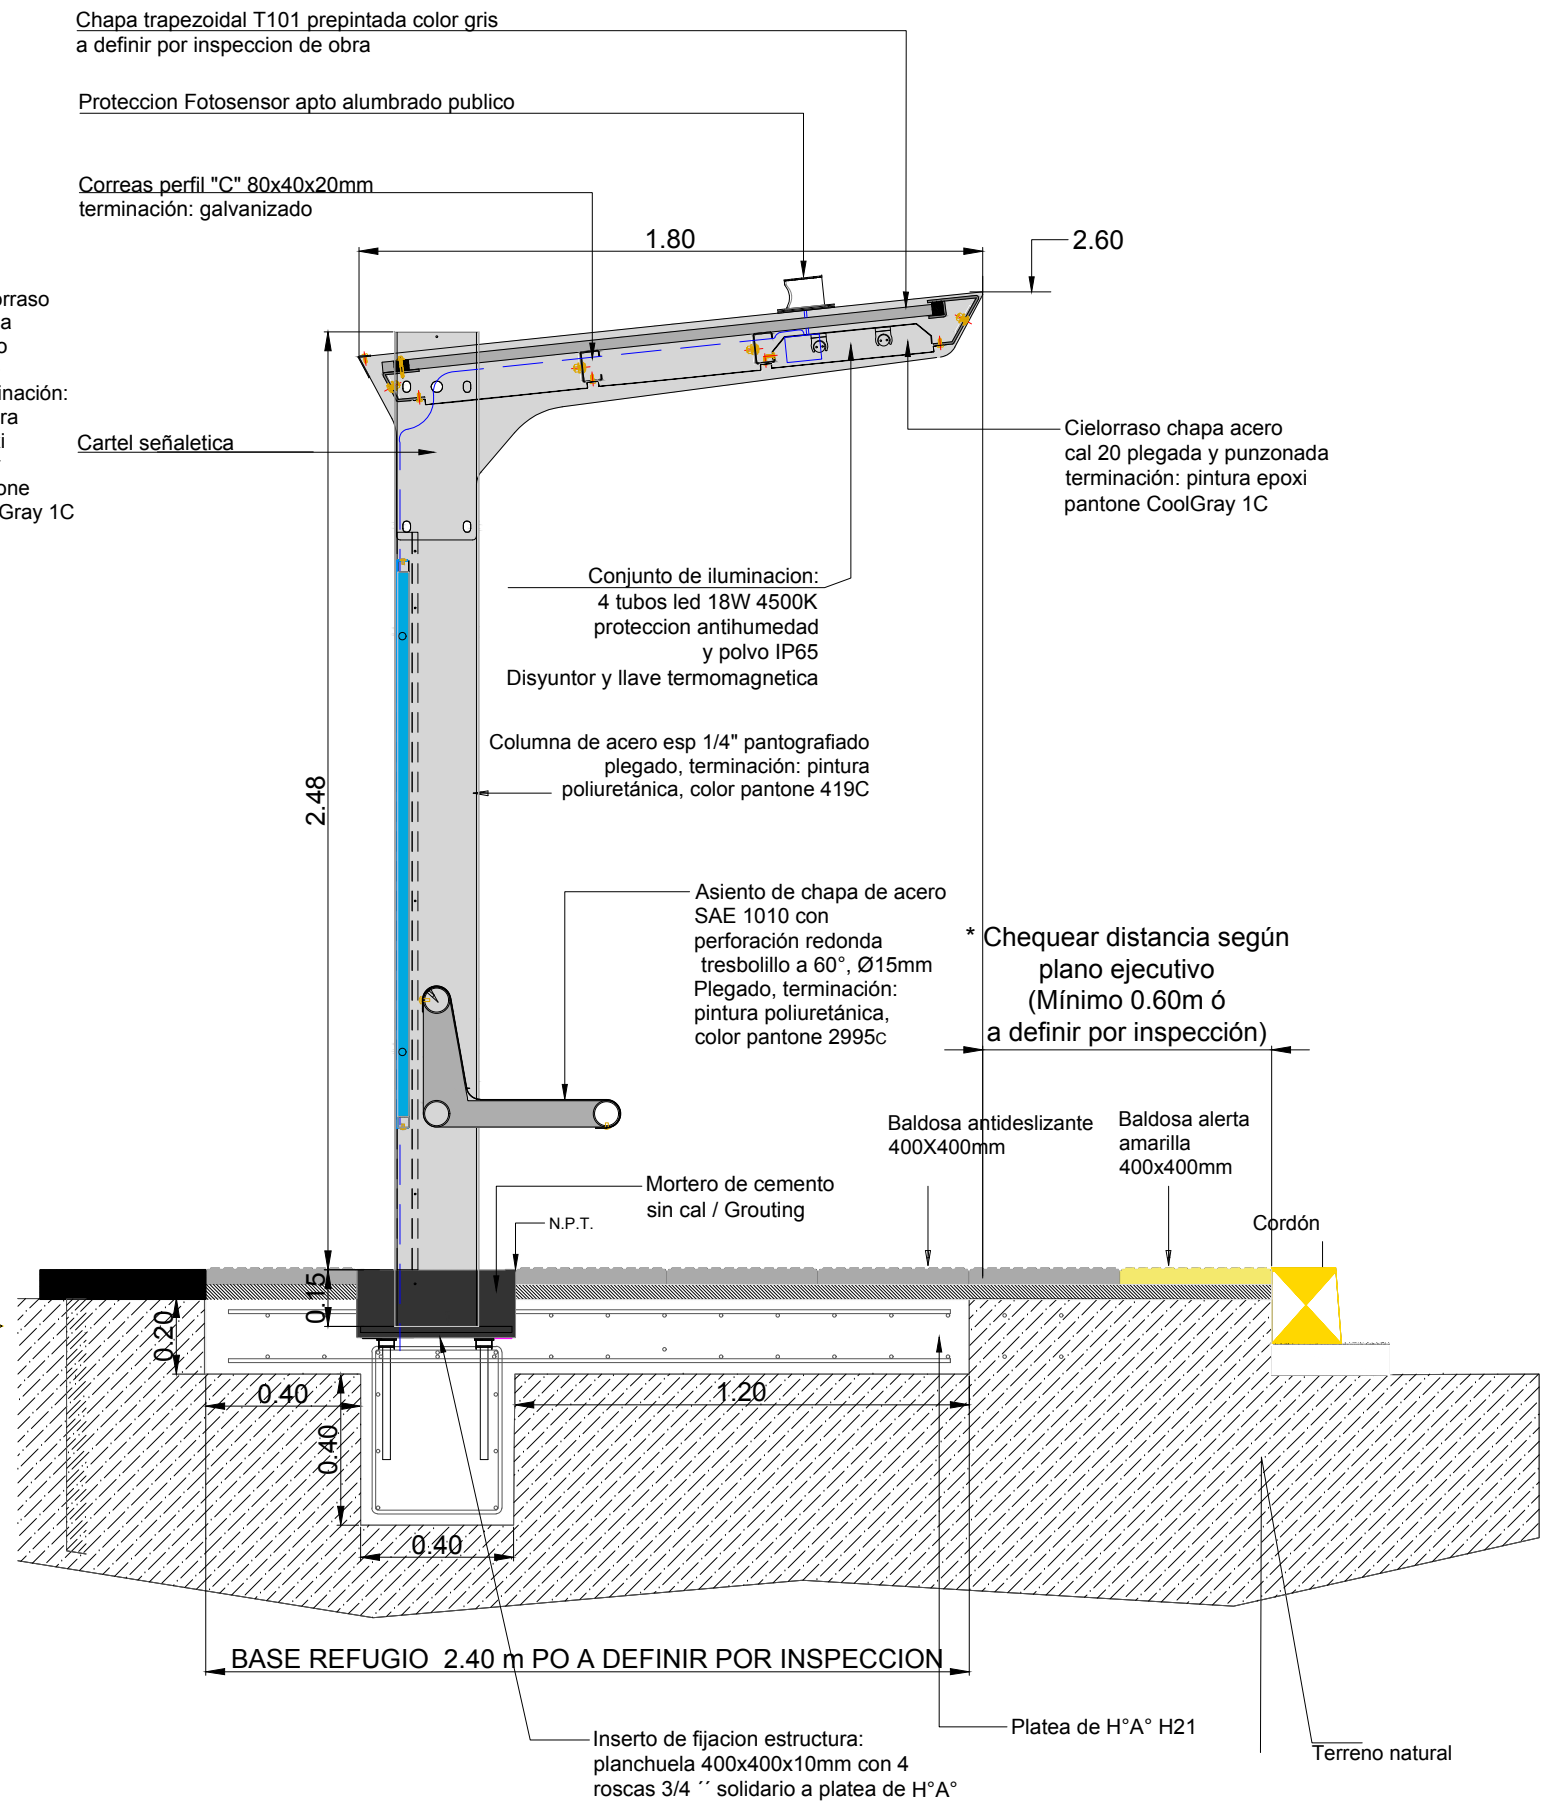 Chapa trapezoidal T101 prepintada color gris
a definir por inspeccion de obra
Proteccion Fotosensor apto alumbrado publico
Correas perfil "C" 80x40x20mm
terminación: galvanizado
1.80
2.60
Cartel señaletica
one
Gray 1C
Cielorraso chapa acero
cal 20 plegada y punzonada
terminación: pintura epoxi
pantone CoolGray 1C
Conjunto de iluminacion:
4 tubos led 18W 4500K
proteccion antihumedad
y polvo IP65
Disyuntor y llave termomagnetica
Columna de acero esp 1/4" pantografiado
plegado, terminación: pintura
poliuretánica, color pantone 419C
2.48
Asiento de chapa de acero
SAE 1010 con
perforación redonda
tresbolillo a 60°, Ø15mm
Plegado, terminación:
pintura poliuretánica,
color pantone 2995C
* Chequear distancia según
plano ejecutivo
(Mínimo 0.60m ó
a definir por inspección)
Baldosa antideslizante
400X400mm
Baldosa alerta
amarilla
400x400mm
Mortero de cemento
sin cal / Grouting
N.P.T.
Cordón
0.15
0.20
0.40
1.20
0.40
0.40
BASE REFUGIO 2.40 m PO A DEFINIR POR INSPECCION
Inserto de fijacion estructura:
planchuela 400x400x10mm con 4
roscas 3/4 ´´ solidario a platea de H°A°
Platea de H°A° H21
Terreno natural